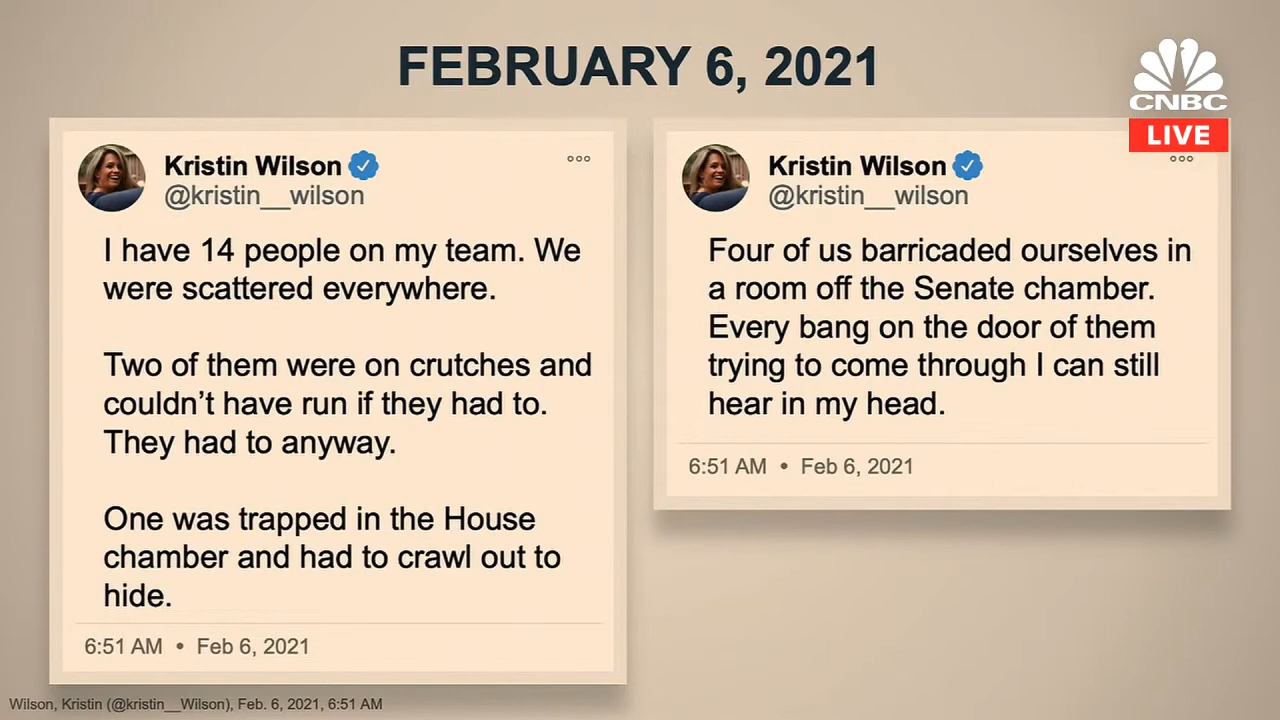 FEBRUARY 6, 2021
CNBC
LIVE
Kristin Wilson
@kristin__wilson
I have 14 people on my team. We
were scattered everywhere.
Two of them were on crutches and
couldn’t have run if they had to.
They had to anyway.
One was trapped in the House
chamber and had to crawl out to
hide.
6:51 AM • Feb 6, 2021
Kristin Wilson
@kristin__wilson
Four of us barricaded ourselves in
a room off the Senate chamber.
Every bang on the door of them
trying to come through I can still
hear in my head.
6:51 AM • Feb 6, 2021
Wilson, Kristin (@kristin__Wilson), Feb. 6, 2021, 6:51 AM